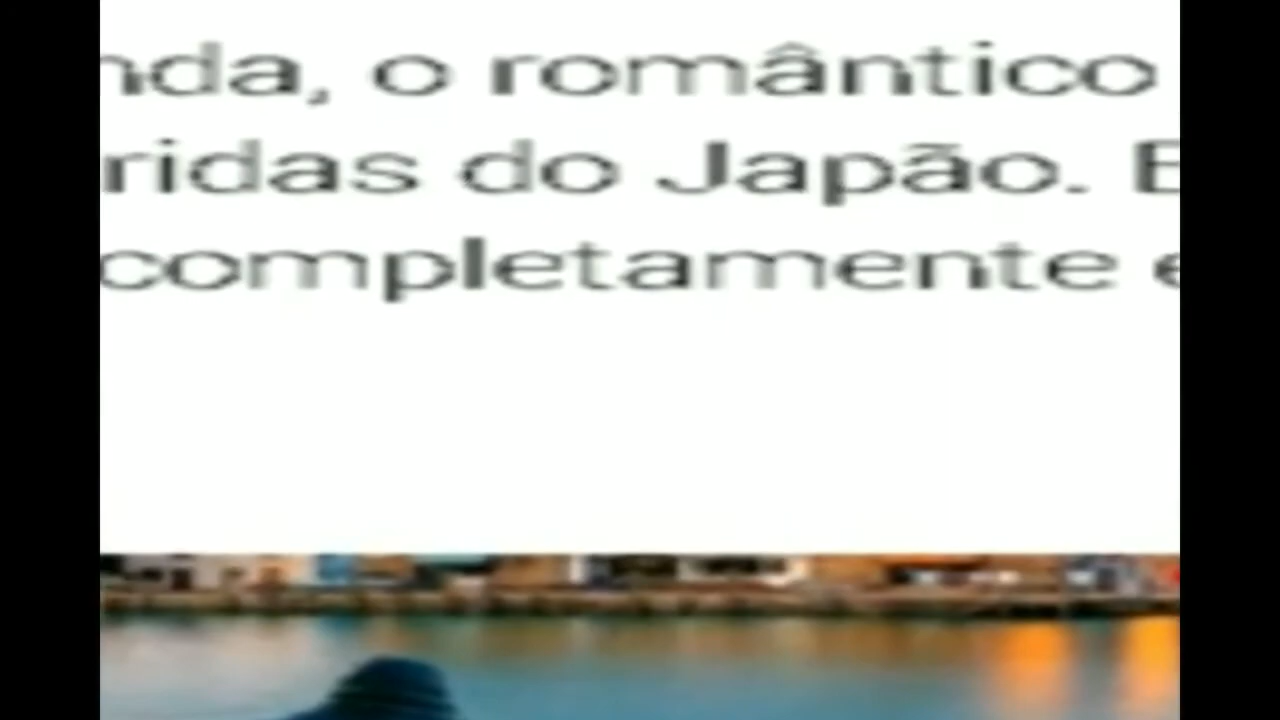 nda, o romântico
ridas do Japão. E
completamente e